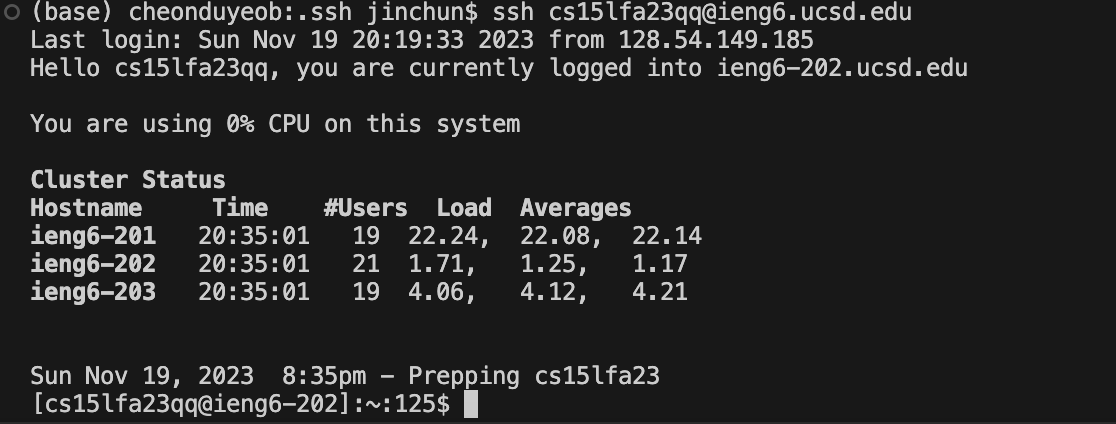 (base) cheonduyeob:.ssh jinchun$ ssh cs15lfa23qq@ieng6.ucsd.edu
Last login: Sun Nov 19 20:19:33 2023 from 128.54.149.185
Hello cs15lfa23qq, you are currently logged into ieng6-202.ucsd.edu
You are using 0% CPU on this system
Cluster Status
Hostname     Time    #Users  Load  Averages
ieng6-201   20:35:01   19  22.24,  22.08,  22.14
ieng6-202   20:35:01   21  1.71,   1.25,   1.17
ieng6-203   20:35:01   19  4.06,   4.12,   4.21
Sun Nov 19, 2023  8:35pm - Prepping cs15lfa23
[cs15lfa23qq@ieng6-202]:~:125$